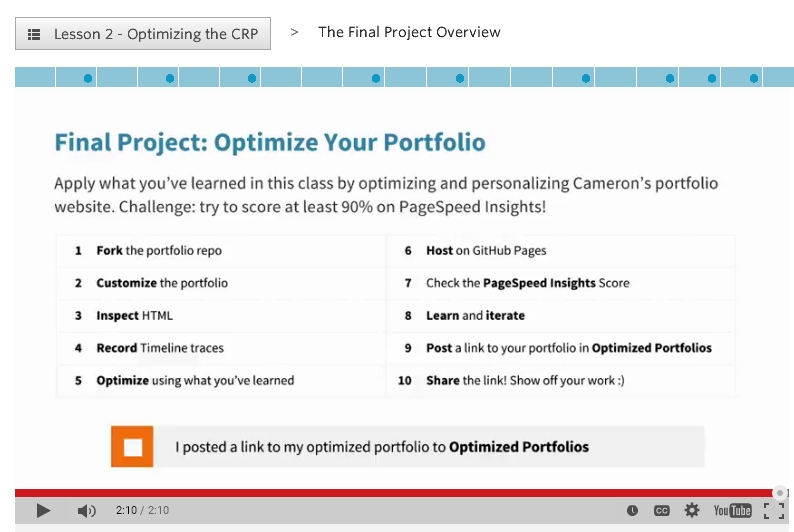 Lesson 2 - Optimizing the CRP > The Final Project Overview
Final Project: Optimize Your Portfolio
Apply what you've learned in this class by optimizing and personalizing Cameron's portfolio
website. Challenge: try to score at least 90% on PageSpeed Insights!
1 Fork the portfolio repo
2 Customize the portfolio
3 Inspect HTML
4 Record Timeline traces
5 Optimize using what you've learned
6 Host on GitHub Pages
7 Check the PageSpeed Insights Score
8 Learn and iterate
9 Post a link to your portfolio in Optimized Portfolios
10 Share the link! Show off your work :)
I posted a link to my optimized portfolio to Optimized Portfolios
2:10 / 2:10 CC YouTube